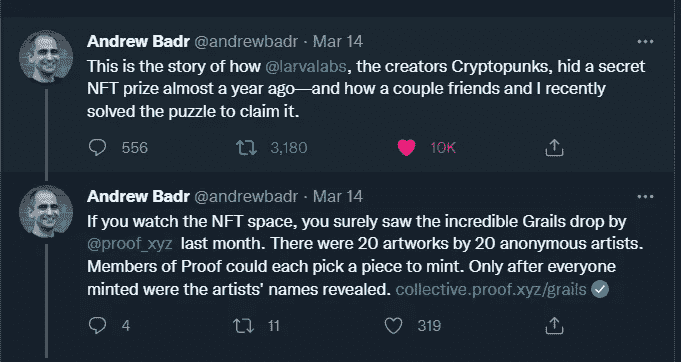 Andrew Badr @andrewbadr · Mar 14
This is the story of how @larvalabs, the creators Cryptopunks, hid a secret
NFT prize almost a year ago—and how a couple friends and I recently
solved the puzzle to claim it.
556 3,180 10K
Andrew Badr @andrewbadr · Mar 14
If you watch the NFT space, you surely saw the incredible Grails drop by
@proof_xyz last month. There were 20 artworks by 20 anonymous artists.
Members of Proof could each pick a piece to mint. Only after everyone
minted were the artists' names revealed. collective.proof.xyz/grails
4 11 319